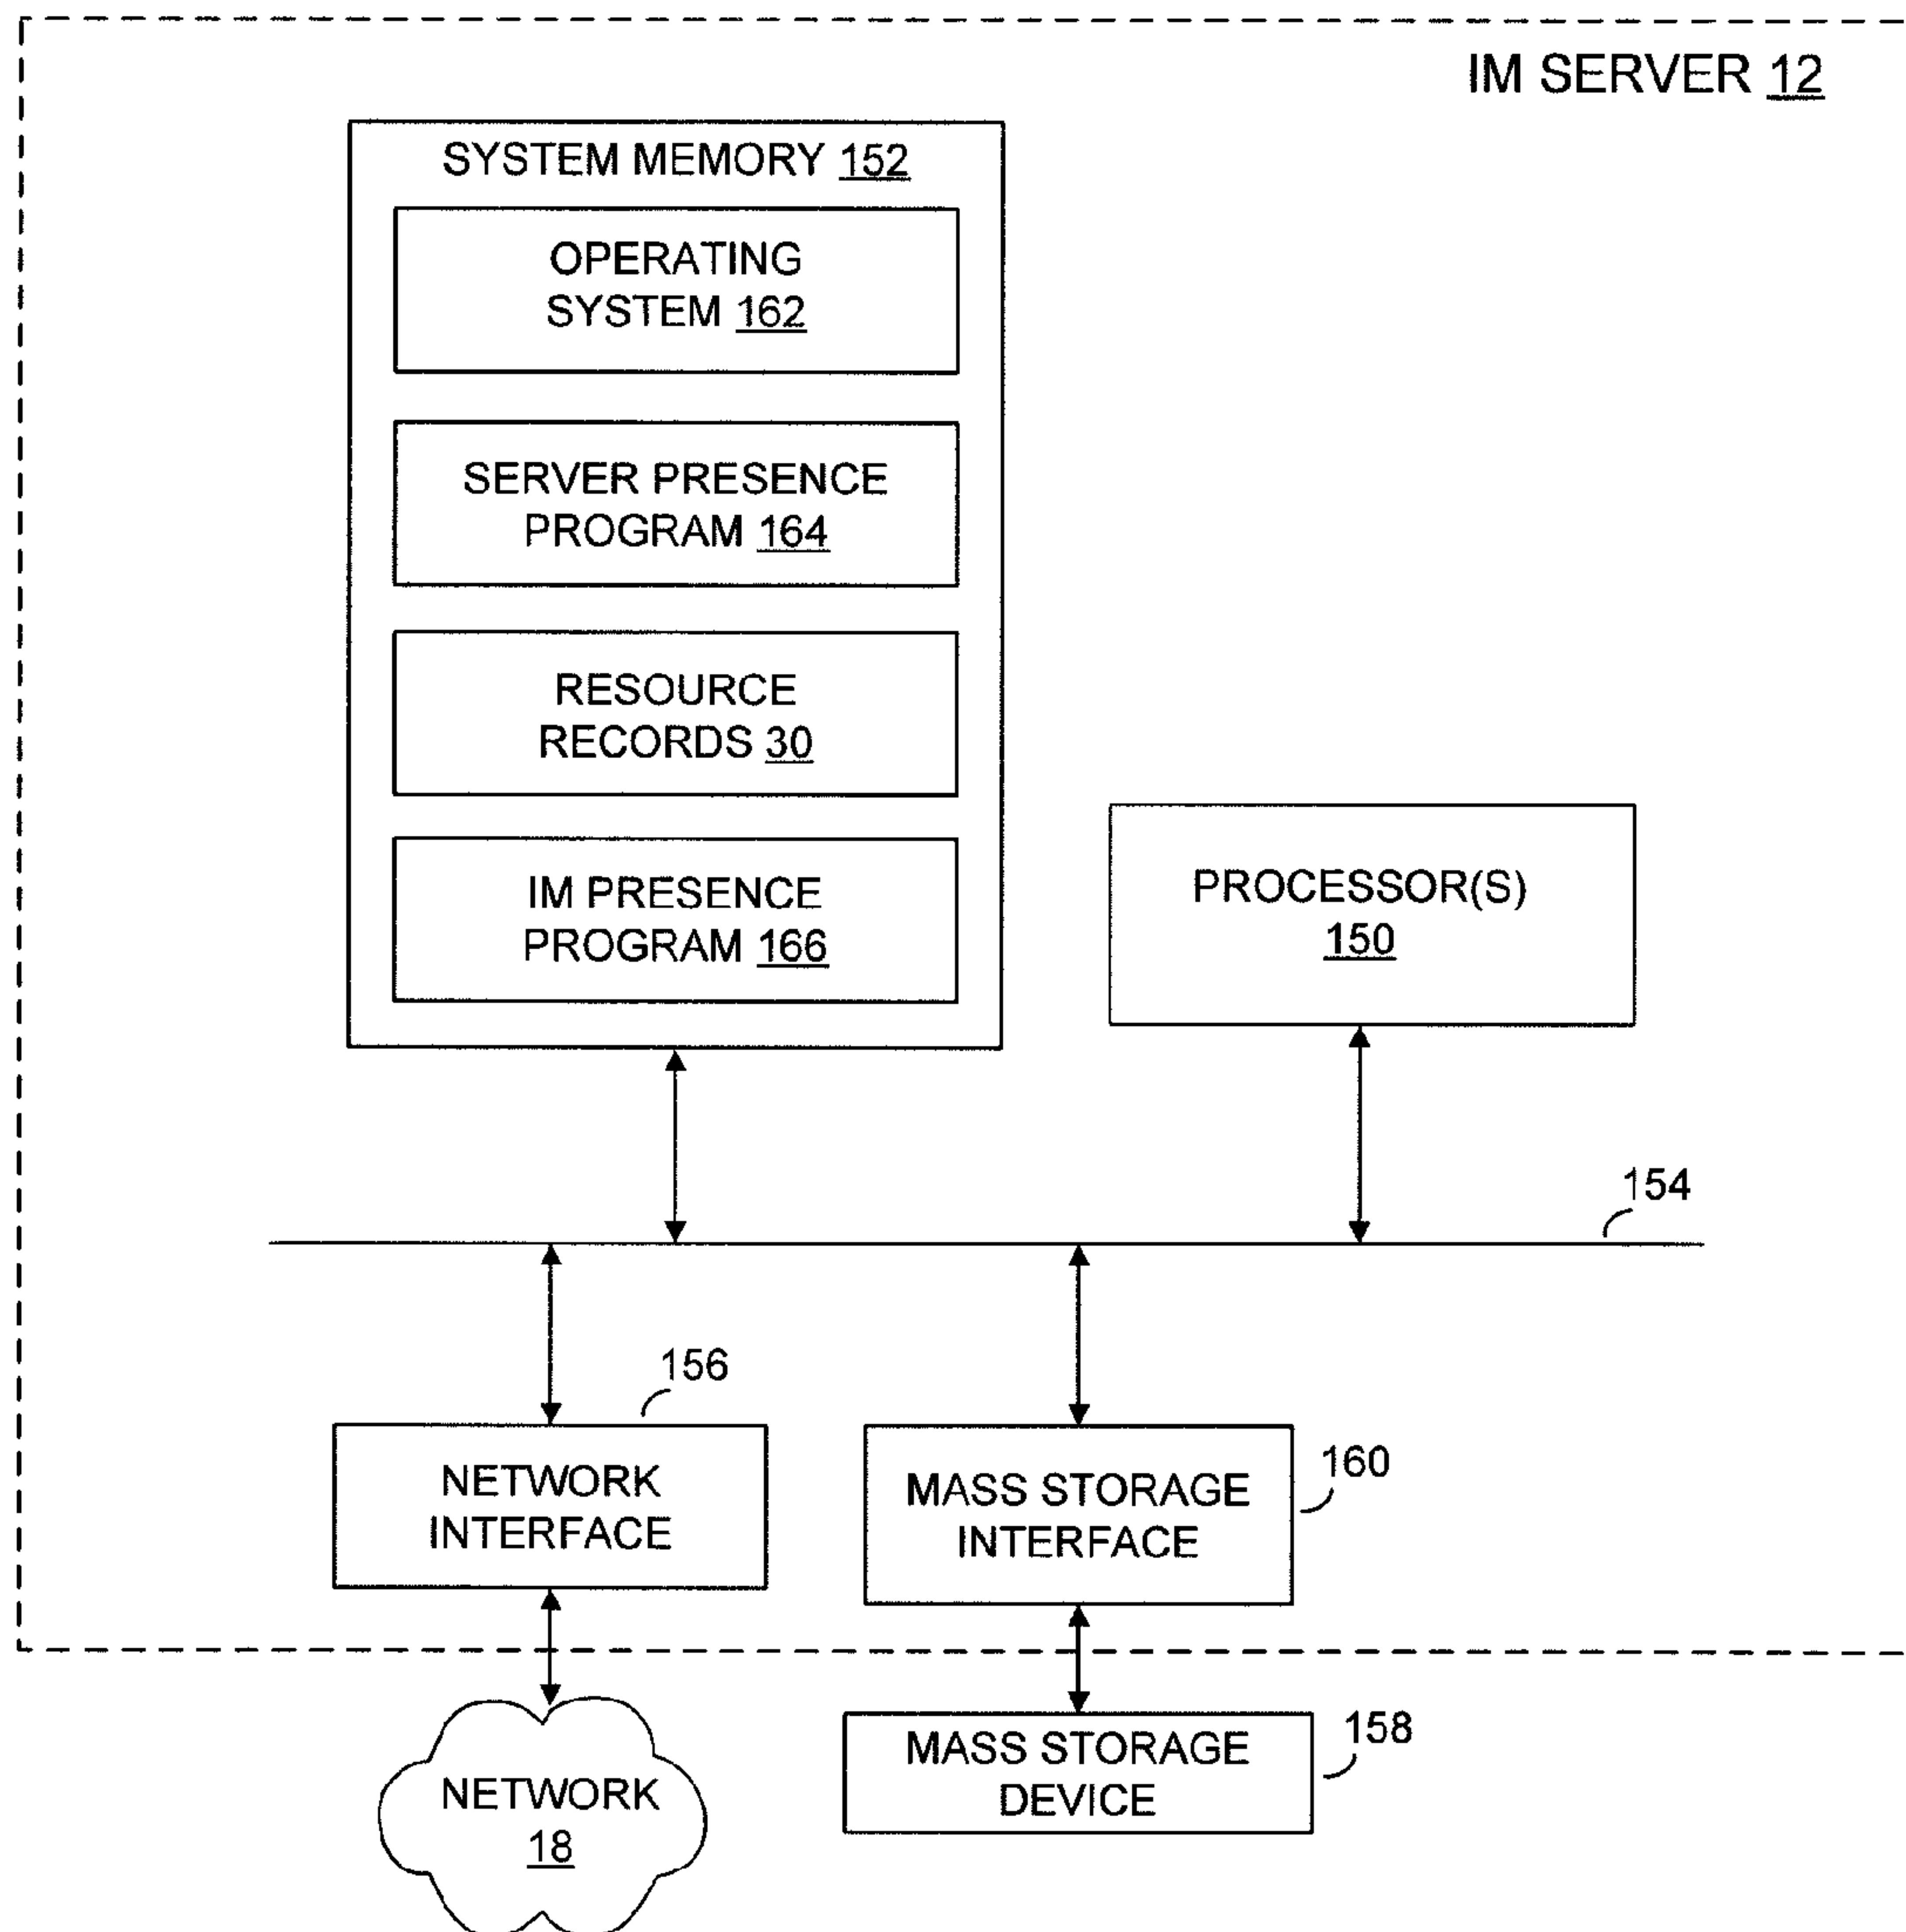 IM SERVER 12
SYSTEM MEMORY 152
OPERATING
SYSTEM 162
SERVER PRESENCE
PROGRAM 164
RESOURCE
RECORDS 30
IM PRESENCE
PROGRAM 166
PROCESSOR(S)
150
154
156
NETWORK
INTERFACE
MASS STORAGE
INTERFACE
160
NETWORK
18
MASS STORAGE
DEVICE
158